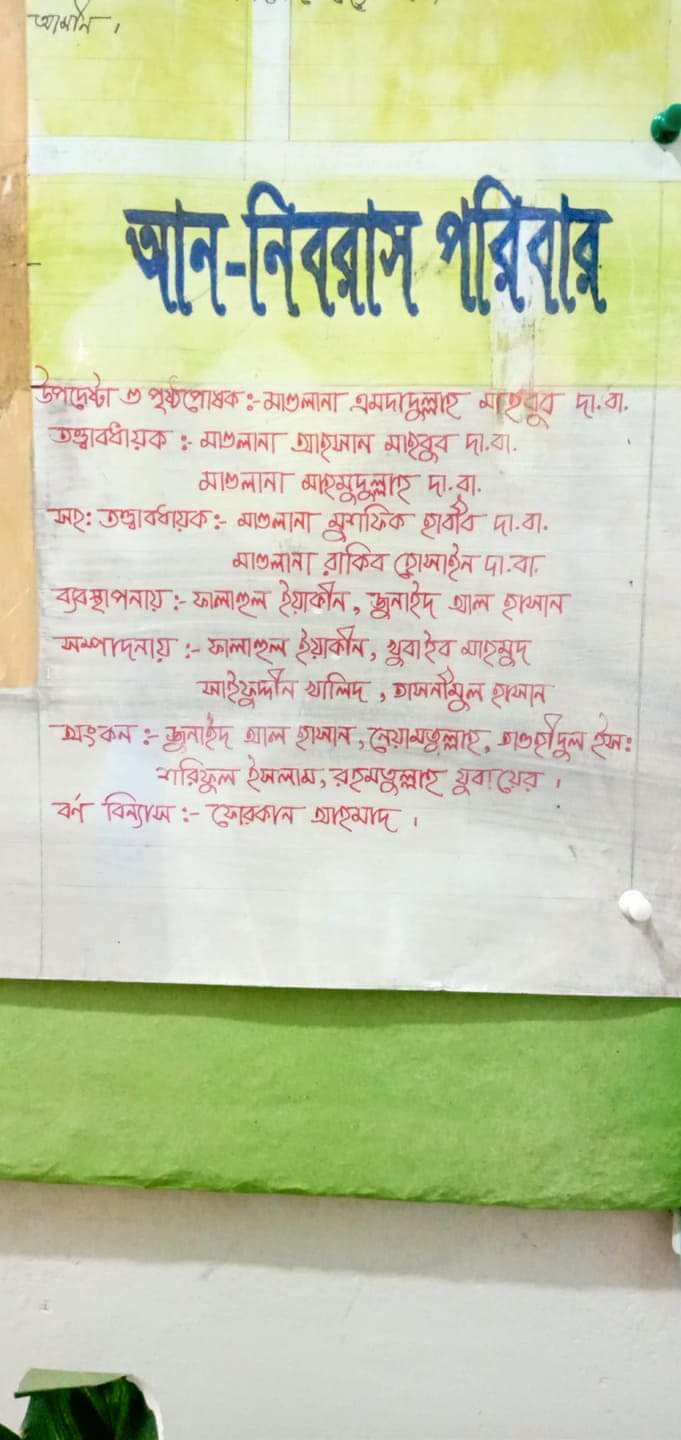 আমীন ।
আন-নিবরাস পরিবার
উপদেষ্টা ও পৃষ্ঠপোষক :- মাওলানা এমদাদুল্লাহ মাহবুব দা.বা.
তত্ত্বাবধায়ক :- মাওলানা আহসান মাহবুব দা.বা.
মাওলানা মাহমুদুল্লাহ দা.বা.
সহ: তত্ত্বাবধায়ক :- মাওলানা মুশফিক হাবীব দা.বা.
মাওলানা রাকিব হোসাইন দা.বা.
ব্যবস্থাপনায় :- ফালাহুল ইয়াকীন, জুনাইদ আল হাসান
সম্পাদনায় :- ফালাহুল ইয়াকীন, খুবাইব মাহমুদ
সাইফুদ্দীন খালিদ , তাসনীমুল হাসান
অংকন :- জুনাইদ আল হাসান, নেয়ামতুল্লাহ, তাওহীদুল ইস:
শরিফুল ইসলাম, রহমতুল্লাহ যুবায়ের ।
বর্ণ বিন্যাস :- ফোরকান আহমাদ ।